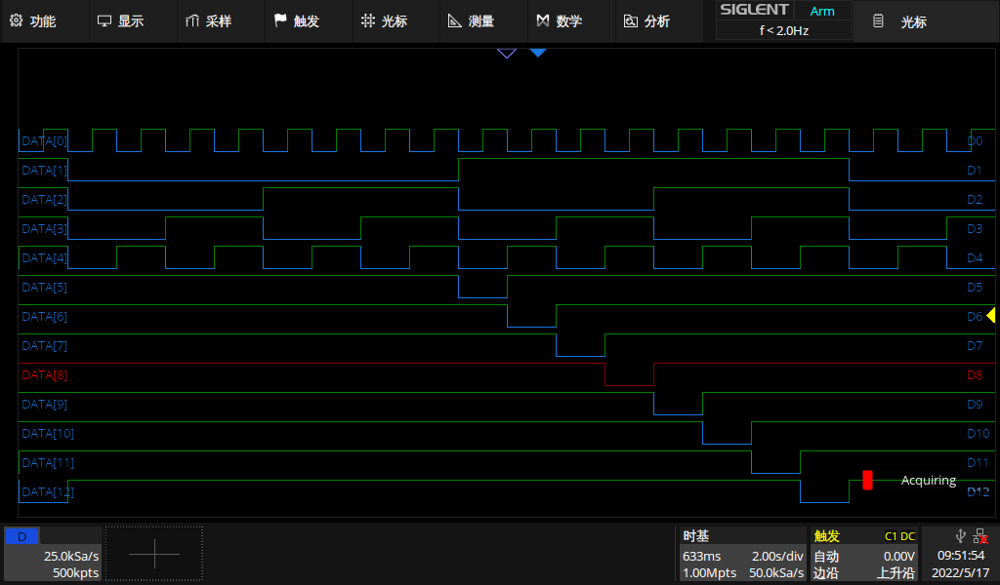 功能 显示 采样 触发 光标 测量 数学 分析 SIGLENT Arm 光标
f < 2.0Hz
DATA[0] D0
DATA[1] D1
DATA[2] D2
DATA[3] D3
DATA[4] D4
DATA[5] D5
DATA[6] D6
DATA[7] D7
DATA[8] D8
DATA[9] D9
DATA[10] D10
DATA[11] D11
Acquiring
DATA[12] D12
D 时基 触发 C1 DC
25.0kSa/s 633ms 2.00s/div 自动 0.00V 09:51:54
500kpts 1.00Mpts 50.0kSa/s 边沿 上升沿 2022/5/17